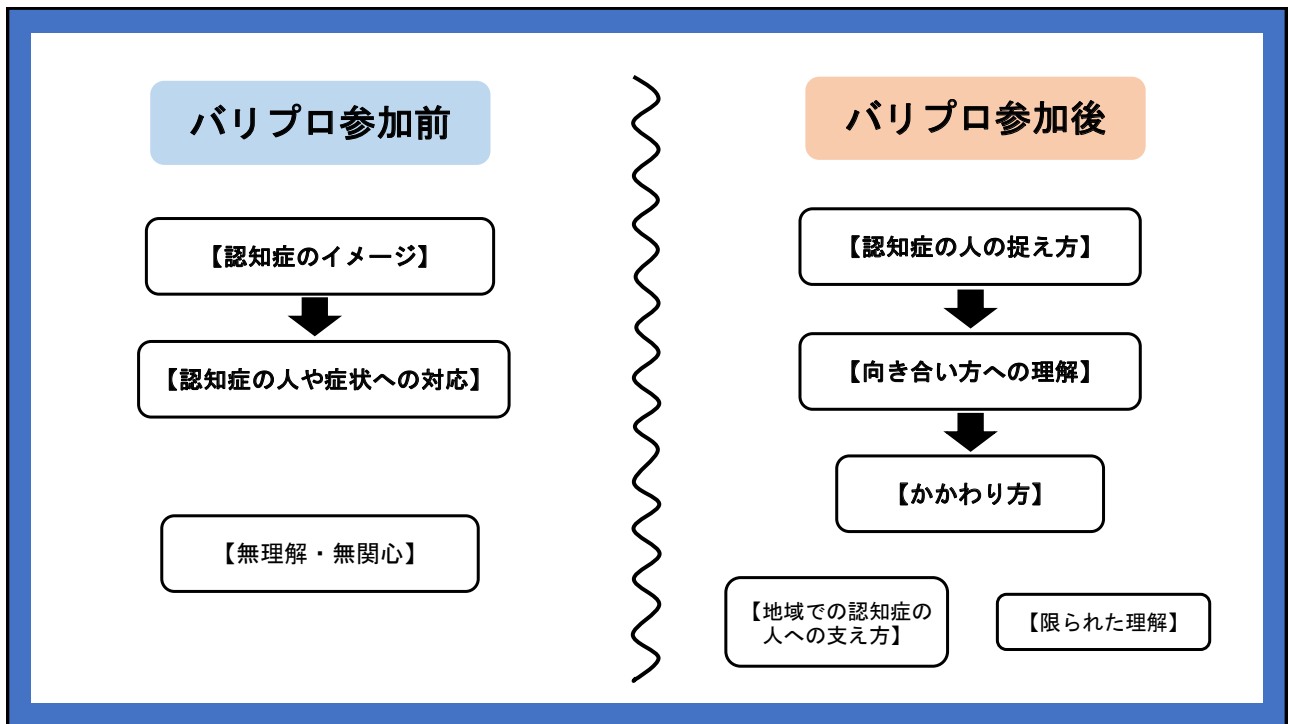 バリプロ参加前
【認知症のイメージ】
【認知症の人や症状への対応】
【無理解・無関心】
バリプロ参加後
【認知症の人の捉え方】
【向き合い方への理解】
【かかわり方】
【地域での認知症の
人への支え方】
【限られた理解】